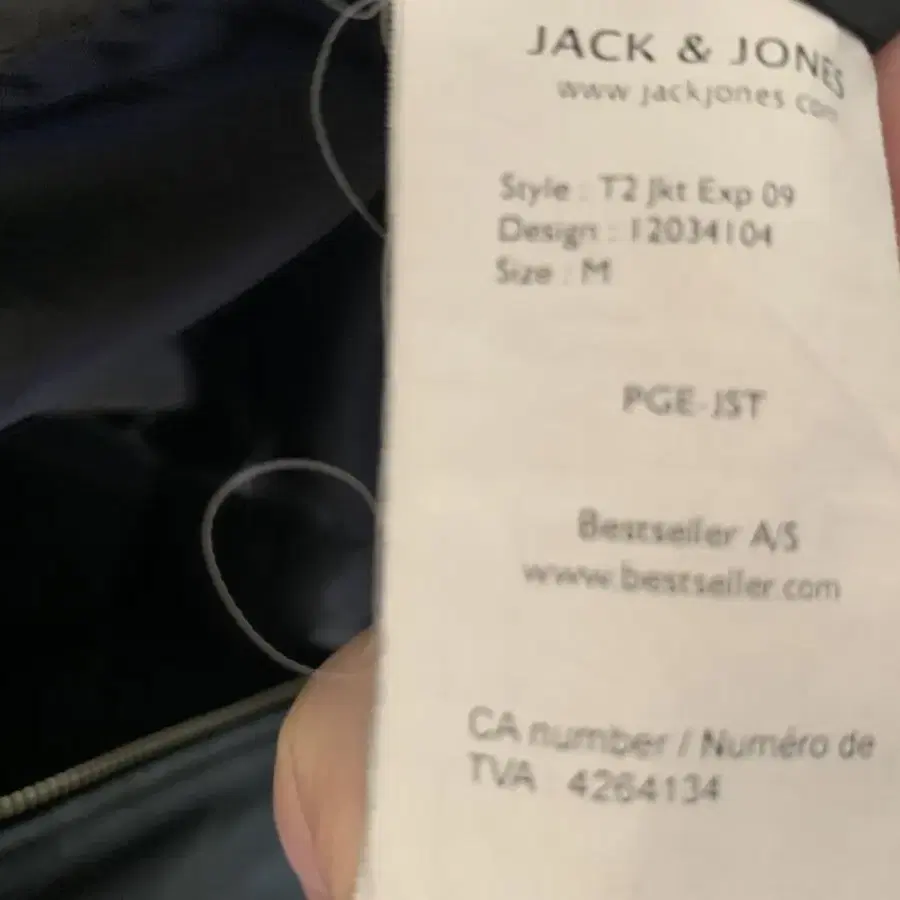 JACK & JONES
www.jackjones.com
Style : T2 Jkt Exp 09
Design : 12034104
Size : M
PGE-JST
Bestseller A/S
www.bestseller.com
CA number / Numéro de
TVA 4264134